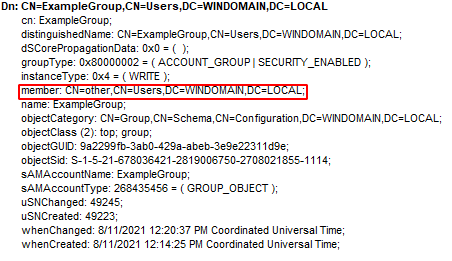 Dn: CN=ExampleGroup,CN=Users,DC=WINDOMAIN,DC=LOCAL
cn: ExampleGroup;
distinguishedName: CN=ExampleGroup,CN=Users,DC=WINDOMAIN,DC=LOCAL;
dSCorePropagationData: 0x0 = ( );
groupType: 0x80000002 = ( ACCOUNT_GROUP | SECURITY_ENABLED );
instanceType: 0x4 = ( WRITE );
member: CN=other,CN=Users,DC=WINDOMAIN,DC=LOCAL;
name: ExampleGroup;
objectCategory: CN=Group,CN=Schema,CN=Configuration,DC=WINDOMAIN,DC=LOCAL;
objectClass (2): top; group;
objectGUID: 9a2299fb-3ab0-429a-abeb-3e9e22311d9e;
objectSid: S-1-5-21-678036421-2819006750-2708021855-1114;
sAMAccountName: ExampleGroup;
sAMAccountType: 268435456 = ( GROUP_OBJECT );
uSNChanged: 49245;
uSNCreated: 49223;
whenChanged: 8/11/2021 12:20:37 PM Coordinated Universal Time;
whenCreated: 8/11/2021 12:14:25 PM Coordinated Universal Time;